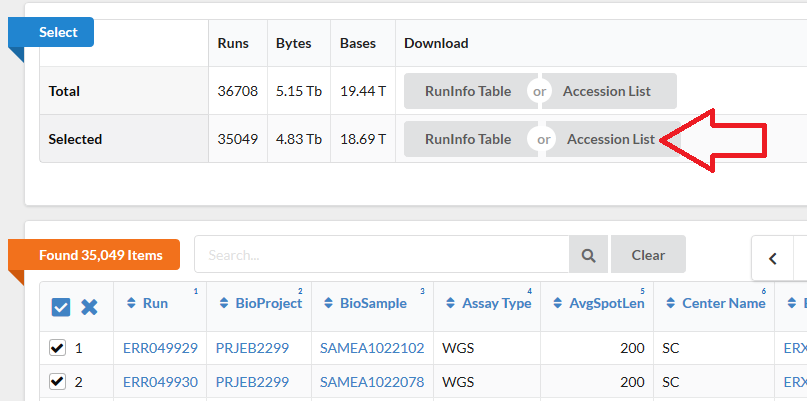 Select
Runs Bytes Bases Download
Total 36708 5.15 Tb 19.44 T RunInfo Table or Accession List
Selected 35049 4.83 Tb 18.69 T RunInfo Table or Accession List
Found 35,049 Items Search... Clear
Run 1 BioProject 2 BioSample 3 Assay Type 4 AvgSpotLen 5 Center Name 6
1 ERR049929 PRJEB2299 SAMEA1022102 WGS 200 SC ERX
2 ERR049930 PRJEB2299 SAMEA1022078 WGS 200 SC ERX